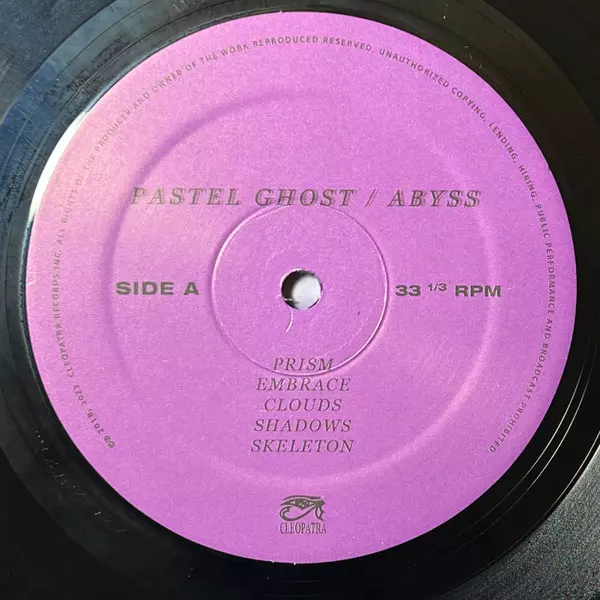 ℗© 2018, 2023 CLEOPATRA RECORDS INC. ALL RIGHTS OF THE PRODUCER AND OWNER OF THE WORK REPRODUCED RESERVED. UNAUTHORIZED COPYING, LENDING, HIRING, PUBLIC PERFORMANCE AND BROADCAST PROHIBITED.
PASTEL GHOST / ABYSS
SIDE A
33 1/3 RPM
PRISM
EMBRACE
CLOUDS
SHADOWS
SKELETON
CLEOPATRA